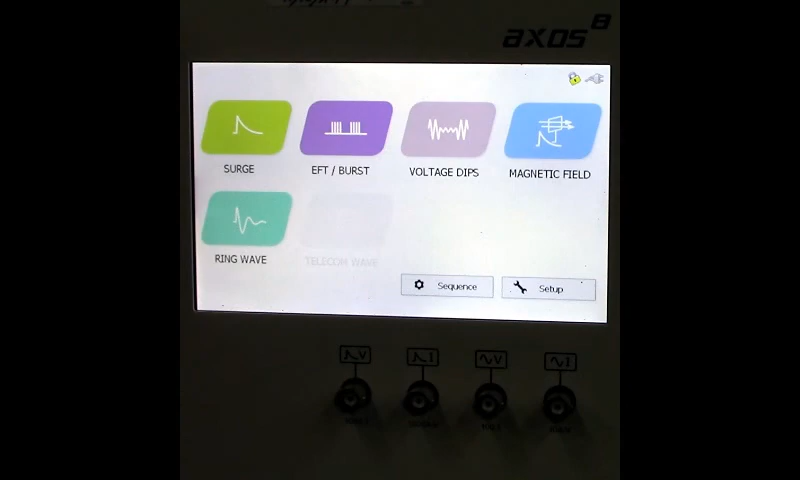 axos8
SURGE
EFT / BURST
VOLTAGE DIPS
MAGNETIC FIELD
RING WAVE
TELECOM WAVE
Sequence
Setup
V
I
V
I